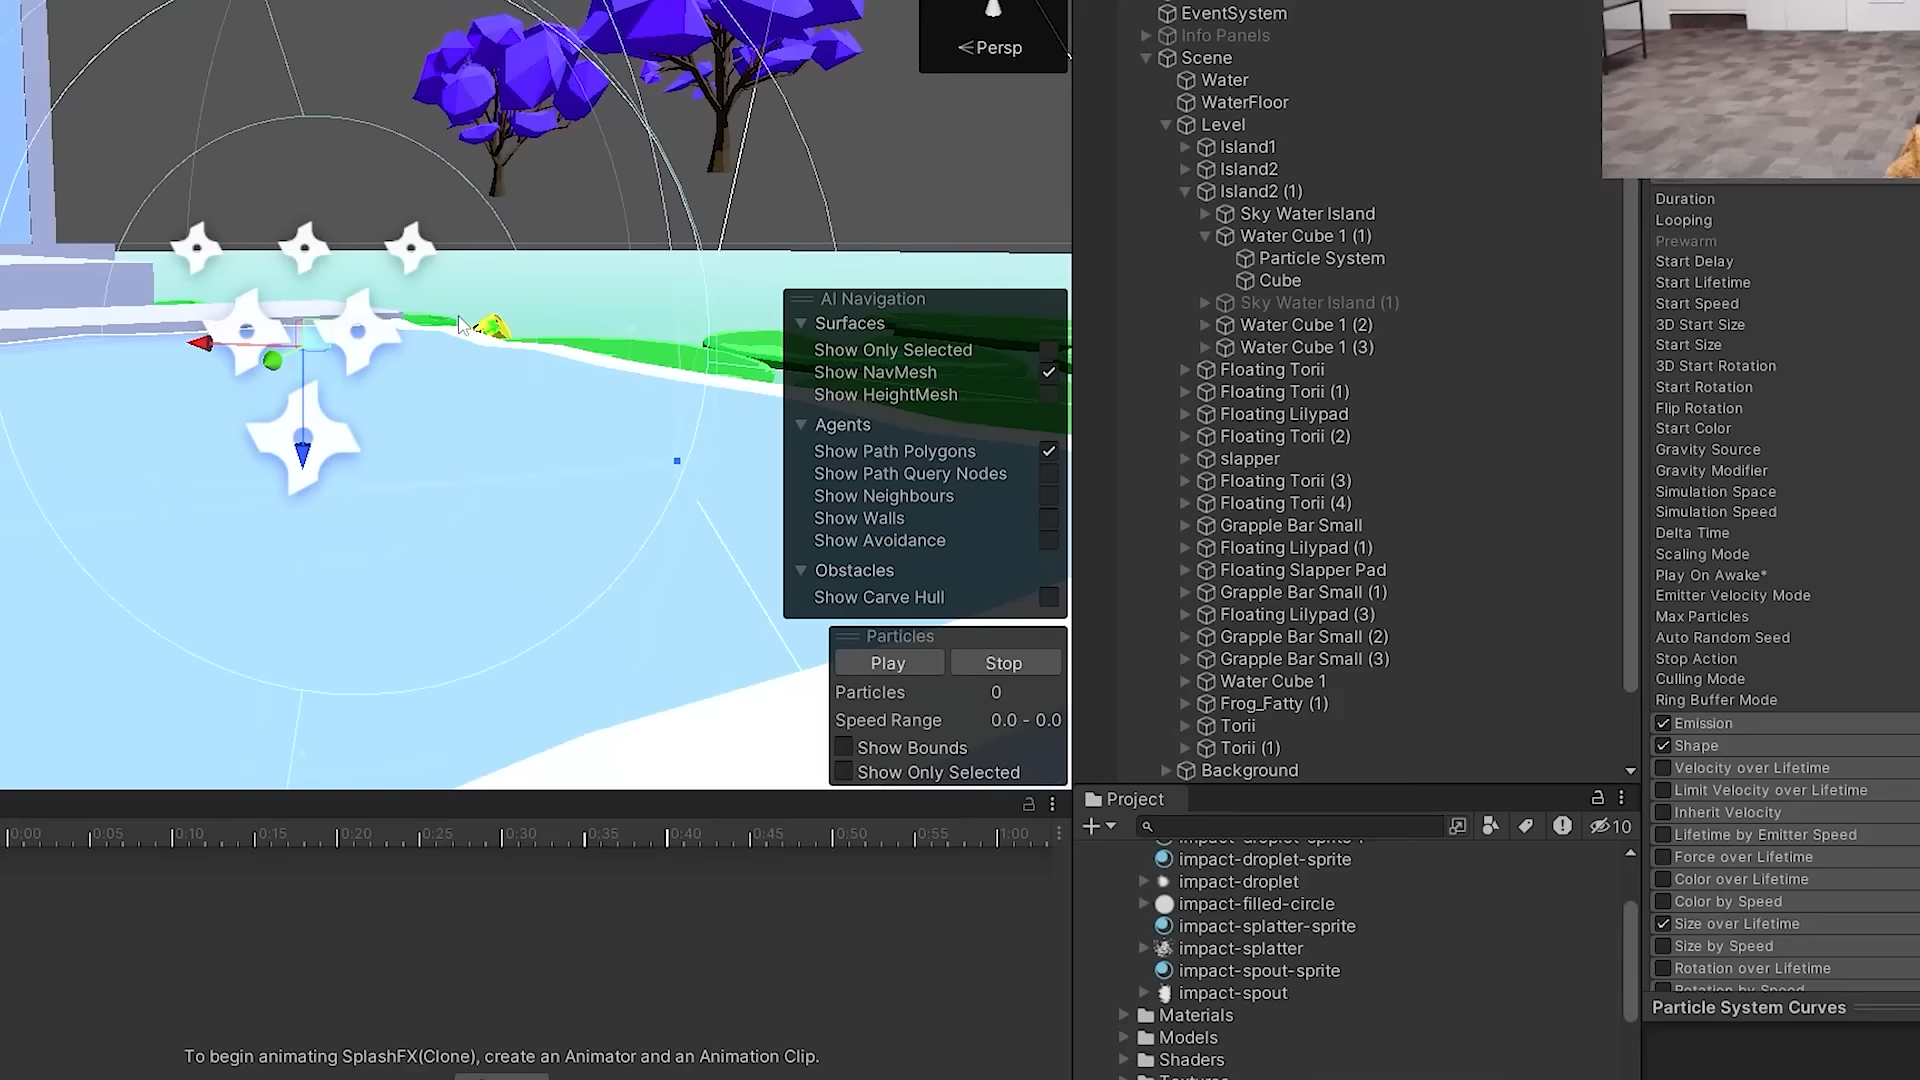 Persp
AI Navigation
Surfaces
Show Only Selected
Show NavMesh
Show HeightMesh
Agents
Show Path Polygons
Show Path Query Nodes
Show Neighbours
Show Walls
Show Avoidance
Obstacles
Show Carve Hull
Particles
Play
Stop
Particles 0
Speed Range 0.0 - 0.0
Show Bounds
Show Only Selected
0:00 0:05 0:10 0:15 0:20 0:25 0:30 0:35 0:40 0:45 0:50 0:55 1:00
To begin animating SplashFX(Clone), create an Animator and an Animation Clip.
EventSystem
Info Panels
Scene
Water
WaterFloor
Level
Island1
Island2
Island2 (1)
Sky Water Island
Water Cube 1 (1)
Particle System
Cube
Sky Water Island (1)
Water Cube 1 (2)
Water Cube 1 (3)
Floating Torii
Floating Torii (1)
Floating Lilypad
Floating Torii (2)
slapper
Floating Torii (3)
Floating Torii (4)
Grapple Bar Small
Floating Lilypad (1)
Floating Slapper Pad
Grapple Bar Small (1)
Floating Lilypad (3)
Grapple Bar Small (2)
Grapple Bar Small (3)
Water Cube 1
Frog_Fatty (1)
Torii
Torii (1)
Background
Project
10
impact-droplet-sprite
impact-droplet
impact-filled-circle
impact-splatter-sprite
impact-splatter
impact-spout-sprite
impact-spout
Materials
Models
Shaders
Duration
Looping
Prewarm
Start Delay
Start Lifetime
Start Speed
3D Start Size
Start Size
3D Start Rotation
Start Rotation
Flip Rotation
Start Color
Gravity Source
Gravity Modifier
Simulation Space
Simulation Speed
Delta Time
Scaling Mode
Play On Awake*
Emitter Velocity Mode
Max Particles
Auto Random Seed
Stop Action
Culling Mode
Ring Buffer Mode
Emission
Shape
Velocity over Lifetime
Limit Velocity over Lifetime
Inherit Velocity
Lifetime by Emitter Speed
Force over Lifetime
Color over Lifetime
Color by Speed
Size over Lifetime
Size by Speed
Rotation over Lifetime
Rotation by Speed
Particle System Curves